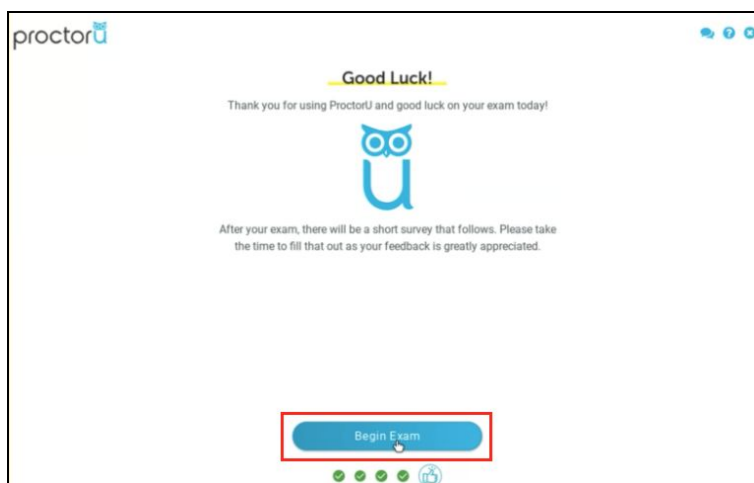 proctoru
Good Luck!
Thank you for using ProctorU and good luck on your exam today!
u
After your exam, there will be a short survey that follows. Please take
the time to fill that out as your feedback is greatly appreciated.
Begin Exam